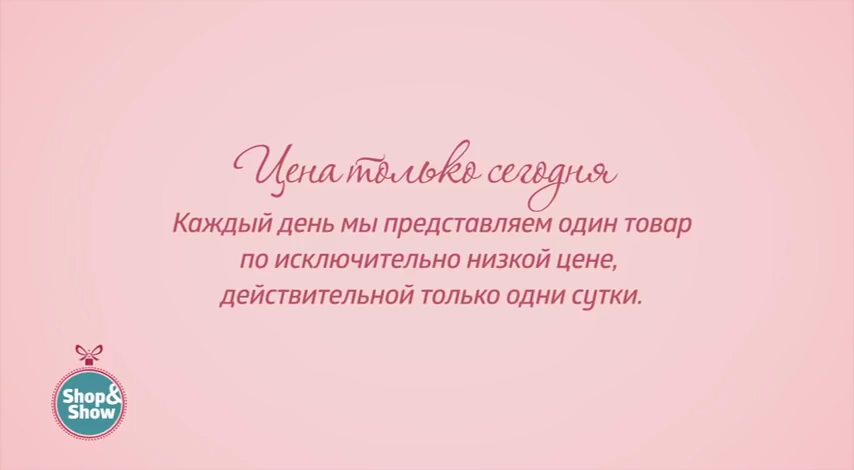 Цена только сегодня
Каждый день мы представляем один товар
по исключительно низкой цене,
действительной только одни сутки.
Shop&
Show